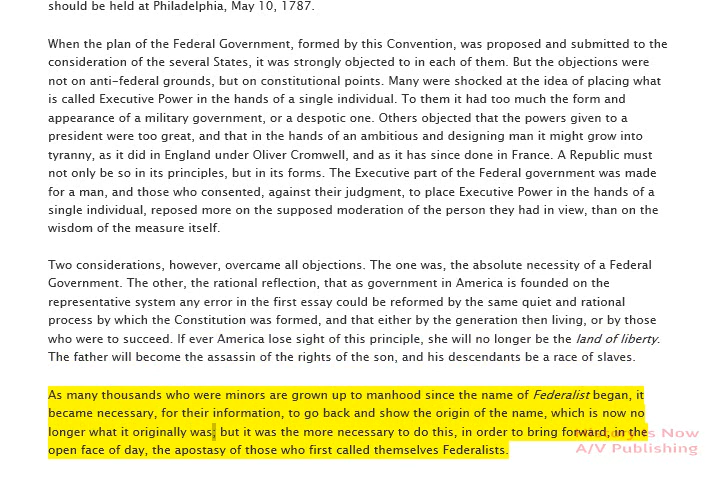 should be held at Philadelphia, May 10, 1787.
When the plan of the Federal Government, formed by this Convention, was proposed and submitted to the
consideration of the several States, it was strongly objected to in each of them. But the objections were
not on anti-federal grounds, but on constitutional points. Many were shocked at the idea of placing what
is called Executive Power in the hands of a single individual. To them it had too much the form and
appearance of a military government, or a despotic one. Others objected that the powers given to a
president were too great, and that in the hands of an ambitious and designing man it might grow into
tyranny, as it did in England under Oliver Cromwell, and as it has since done in France. A Republic must
not only be so in its principles, but in its forms. The Executive part of the Federal government was made
for a man, and those who consented, against their judgment, to place Executive Power in the hands of a
single individual, reposed more on the supposed moderation of the person they had in view, than on the
wisdom of the measure itself.
Two considerations, however, overcame all objections. The one was, the absolute necessity of a Federal
Government. The other, the rational reflection, that as government in America is founded on the
representative system any error in the first essay could be reformed by the same quiet and rational
process by which the Constitution was formed, and that either by the generation then living, or by those
who were to succeed. If ever America lose sight of this principle, she will no longer be the land of liberty.
The father will become the assassin of the rights of the son, and his descendants be a race of slaves.
As many thousands who were minors are grown up to manhood since the name of Federalist began, it
became necessary, for their information, to go back and show the origin of the name, which is now no
longer what it originally was; but it was the more necessary to do this, in order to bring forward, in the
open face of day, the apostasy of those who first called themselves Federalists.
Now
A/V Publishing